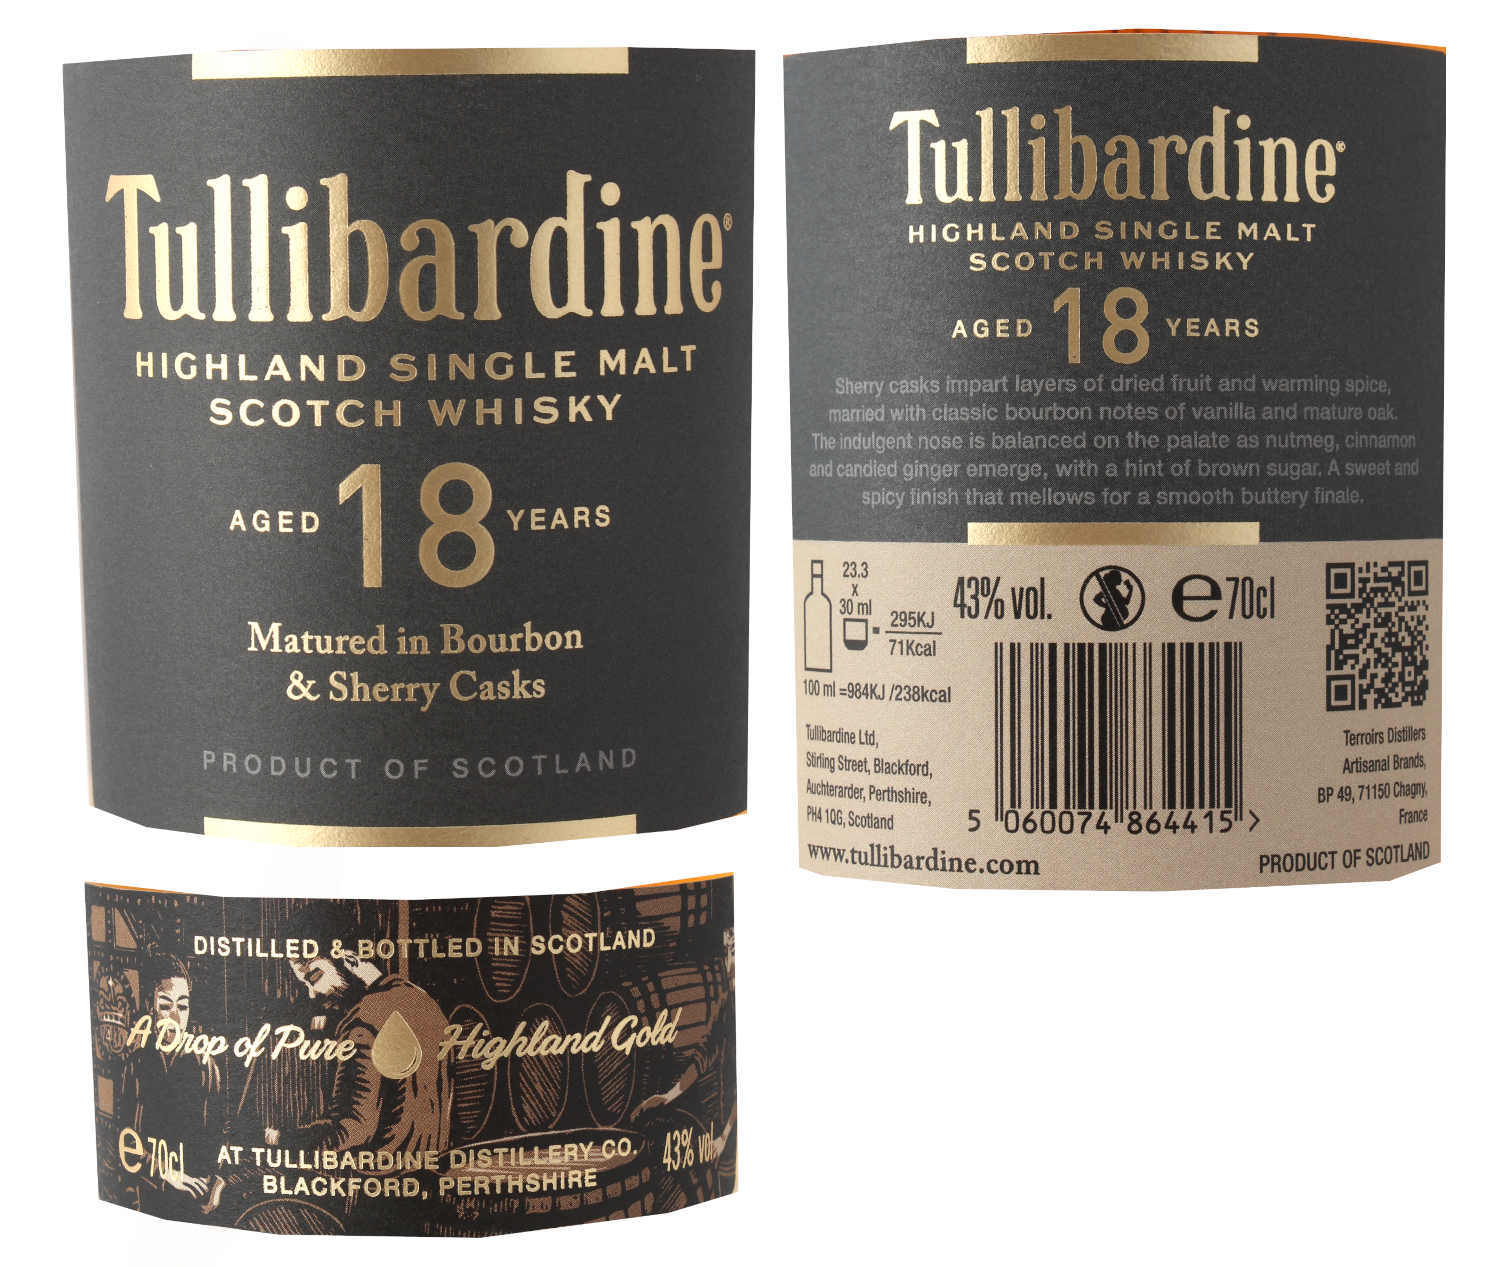 Tullibardine®
HIGHLAND SINGLE MALT
SCOTCH WHISKY
AGED 18 YEARS
Matured in Bourbon
& Sherry Casks
PRODUCT OF SCOTLAND
DISTILLED & BOTTLED IN SCOTLAND
A Drop of Pure Highland Gold
e70cl
AT TULLIBARDINE DISTILLERY CO.
BLACKFORD, PERTHSHIRE
43% vol.
Tullibardine®
HIGHLAND SINGLE MALT
SCOTCH WHISKY
AGED 18 YEARS
Sherry casks impart layers of dried fruit and warming spice,
married with classic bourbon notes of vanilla and mature oak.
The indulgent nose is balanced on the palate as nutmeg, cinnamon
and candied ginger emerge, with a hint of brown sugar. A sweet and
spicy finish that mellows for a smooth buttery finale.
23.3
x
30 ml
= 295KJ
71Kcal
100 ml =984KJ /238kcal
43% vol.
e70cl
Tullibardine Ltd,
Stirling Street, Blackford,
Auchterarder, Perthshire,
PH4 1QG, Scotland
www.tullibardine.com
5 060074 864415 >
Terroirs Distillers
Artisanal Brands,
BP 49, 71150 Chagny,
France
PRODUCT OF SCOTLAND